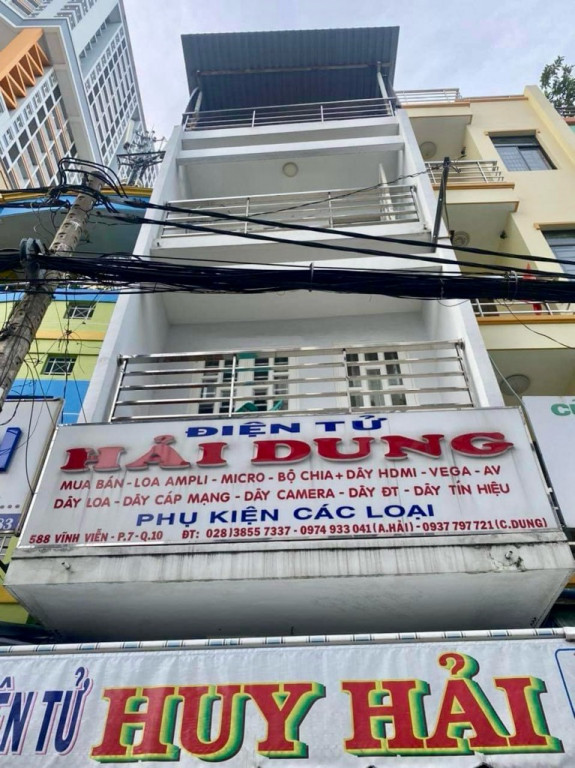 ĐIỆN TỬ
HẢI DUNG
MUA BÁN - LOA AMPLI - MICRO - BỘ CHIA + DÂY HDMI - VEGA - AV
DÂY LOA - DÂY CÁP MẠNG - DÂY CAMERA - DÂY ĐT - DÂY TÍN HIỆU
PHỤ KIỆN CÁC LOẠI
588 VĨNH VIỄN - P.7 - Q.10 ĐT: 028)3855 7337 - 0974 933 041 (A.HẢI) - 0937 797 721 (C.DUNG)
TỬ
HUY HẢI